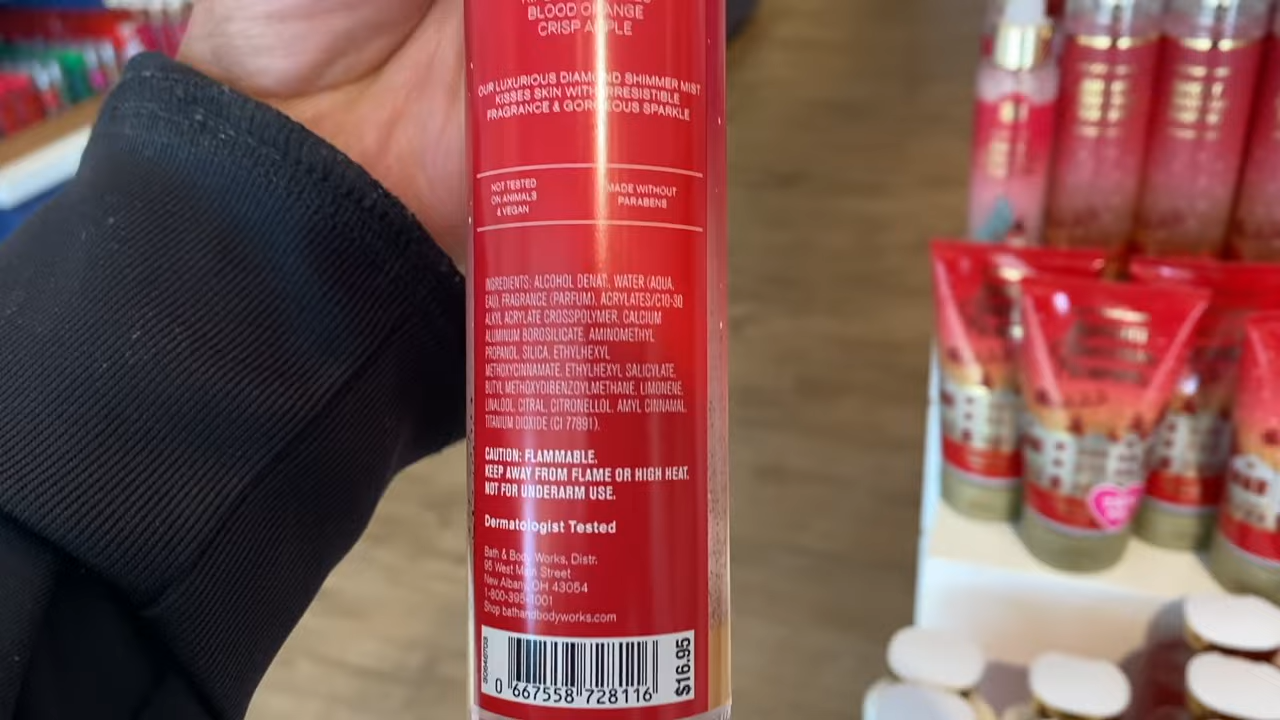 BLOOD ORANGE
CRISP APPLE
OUR LUXURIOUS DIAMOND SHIMMER MIST
KISSES SKIN WITH IRRESISTIBLE
FRAGRANCE & GORGEOUS SPARKLE
NOT TESTED
ON ANIMALS
& VEGAN
MADE WITHOUT
PARABENS
INGREDIENTS: ALCOHOL DENAT., WATER (AQUA,
EAU), FRAGRANCE (PARFUM), ACRYLATES/C10-30
ALKYL ACRYLATE CROSSPOLYMER, CALCIUM
ALUMINUM BOROSILICATE, AMINOMETHYL
PROPANOL, SILICA, ETHYLHEXYL
METHOXYCINNAMATE, ETHYLHEXYL SALICYLATE,
BUTYL METHOXYDIBENZOYLMETHANE, LIMONENE,
LINALOOL, CITRAL, CITRONELLOL, AMYL CINNAMAL,
TITANIUM DIOXIDE (CI 77891).
CAUTION: FLAMMABLE.
KEEP AWAY FROM FLAME OR HIGH HEAT.
NOT FOR UNDERARM USE.
Dermatologist Tested
Bath & Body Works, Distr.
95 West Main Street
New Albany, OH 43054
1-800-395-1001
Shop bathandbodyworks.com
0 667558 728116
$16.95